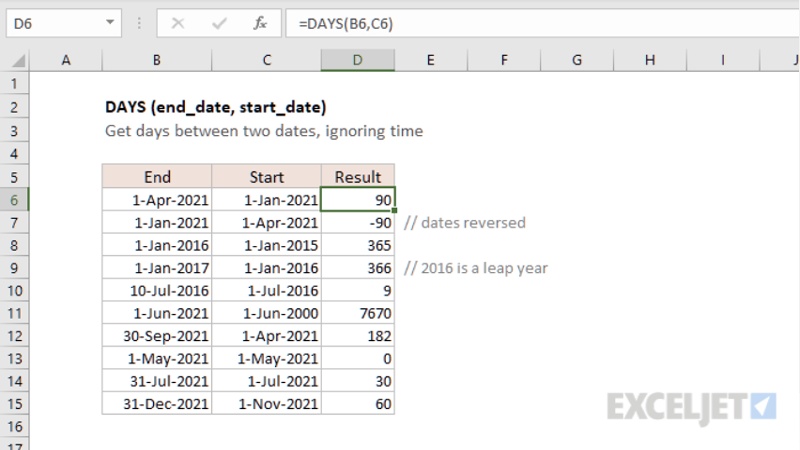 D6 fx =DAYS(B6,C6)
A B C D E F G H I J
1
2 DAYS (end_date, start_date)
3 Get days between two dates, ignoring time
4
5 End Start Result
6 1-Apr-2021 1-Jan-2021 90
7 1-Jan-2021 1-Apr-2021 -90 // dates reversed
8 1-Jan-2016 1-Jan-2015 365
9 1-Jan-2017 1-Jan-2016 366 // 2016 is a leap year
10 10-Jul-2016 1-Jul-2016 9
11 1-Jun-2021 1-Jun-2000 7670
12 30-Sep-2021 1-Apr-2021 182
13 1-May-2021 1-May-2021 0
14 31-Jul-2021 1-Jul-2021 30
15 31-Dec-2021 1-Nov-2021 60
EXCELJET
16
17